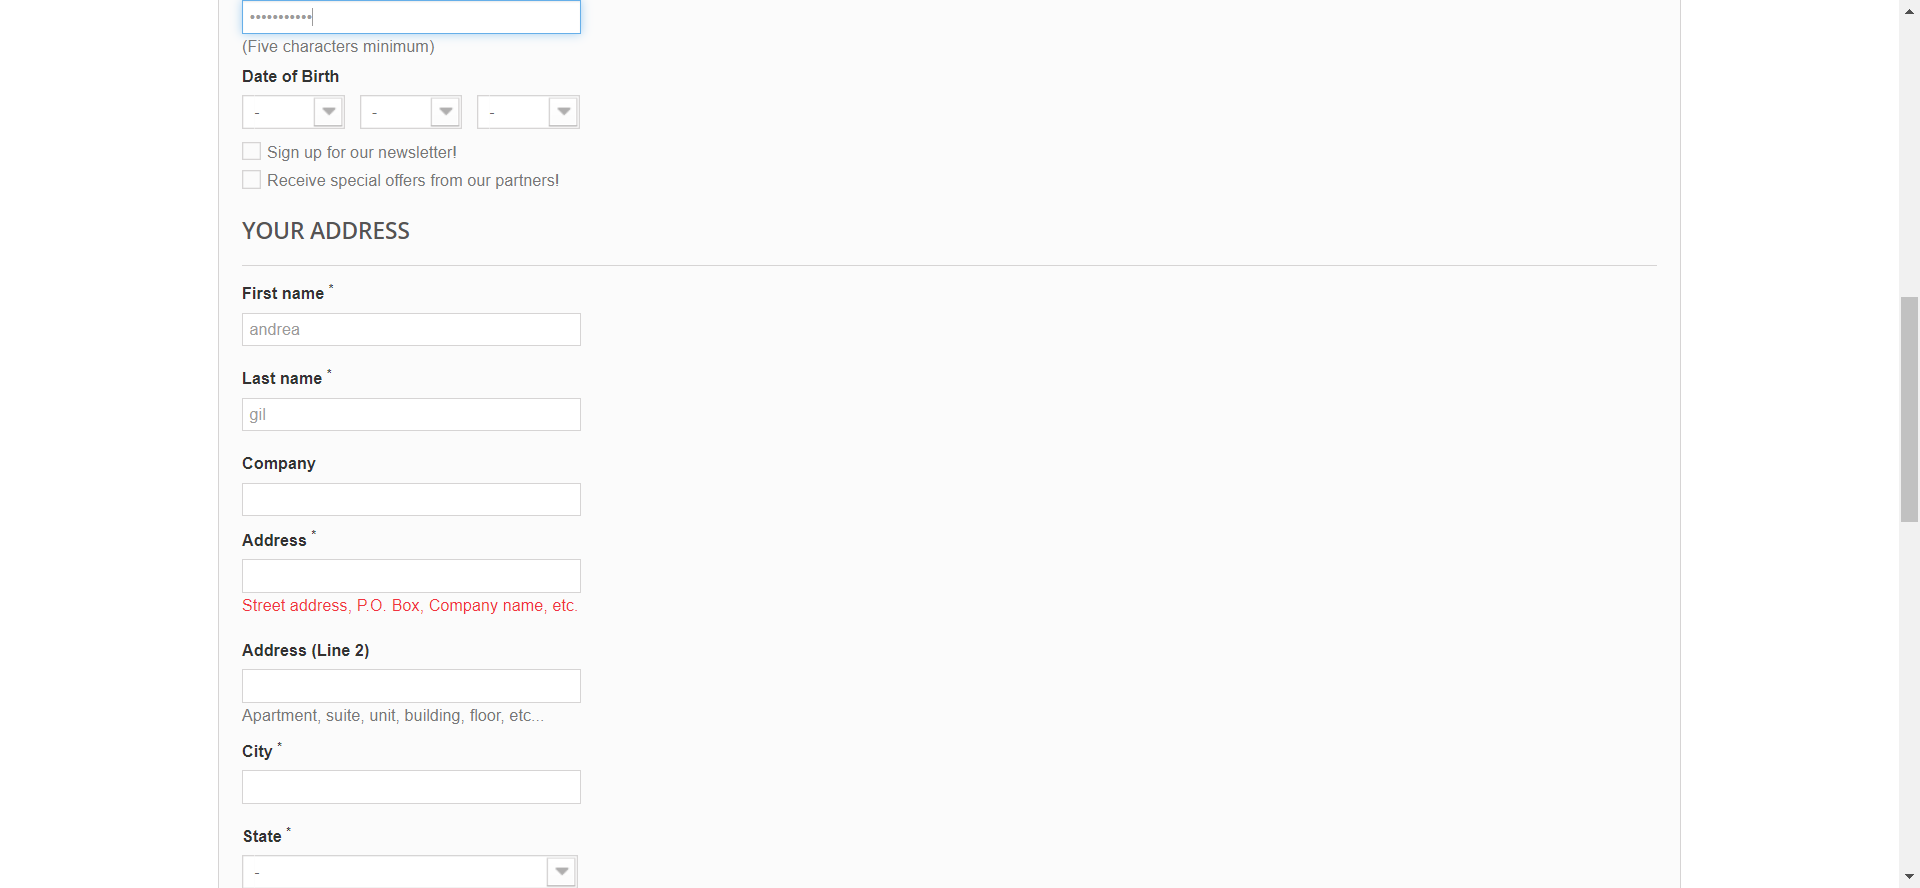 •••••••••••
(Five characters minimum)
Date of Birth
- - -
Sign up for our newsletter!
Receive special offers from our partners!
YOUR ADDRESS
First name *
andrea
Last name *
gil
Company
Address *
Street address, P.O. Box, Company name, etc.
Address (Line 2)
Apartment, suite, unit, building, floor, etc...
City *
State *
-